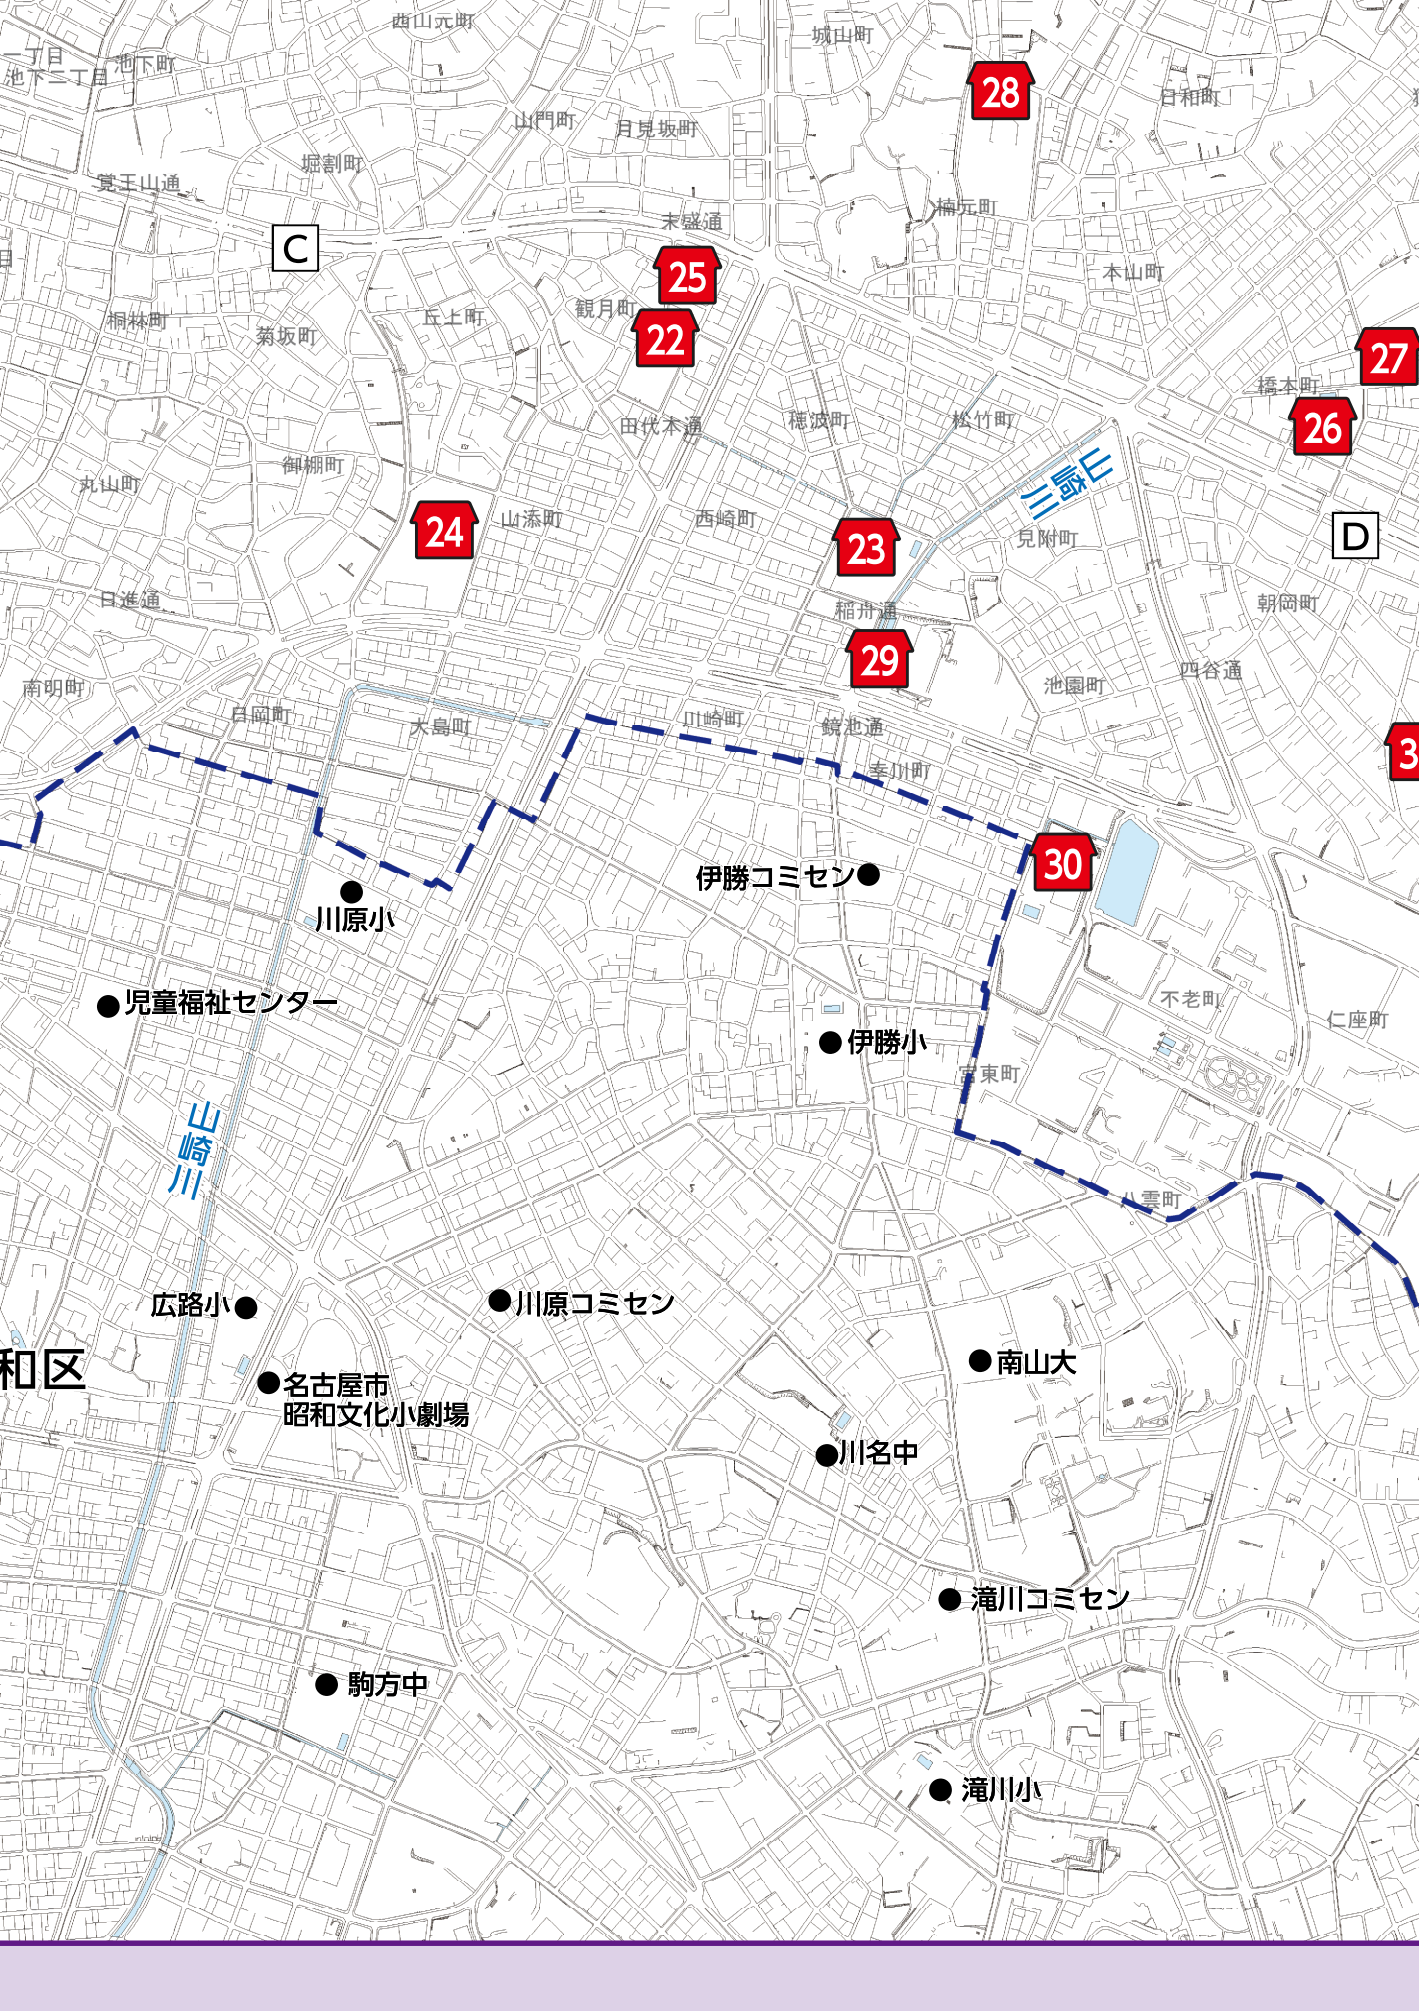 西山元町
城山町
一丁目
池下町
池下二丁目
28
日和町
山門町
月見坂町
堀割町
覚王山通
楠元町
末盛通
C
目
25
本山町
観月町
桐林町
丘上町
菊坂町
22
27
橋本町
田代本通
穂波町
松竹町
26
御棚町
山崎川
丸山町
24
山添町
西崎町
23
見附町
D
日進通
稲舟通
朝岡町
29
四谷通
南明町
池園町
日岡町
大島町
川崎町
鏡池通
3
幸川町
30
伊勝コミセン
川原小
児童福祉センター
不老町
仁座町
伊勝小
宮東町
山崎川
八雲町
広路小
川原コミセン
和区
南山大
名古屋市
昭和文化小劇場
川名中
滝川コミセン
駒方中
滝川小